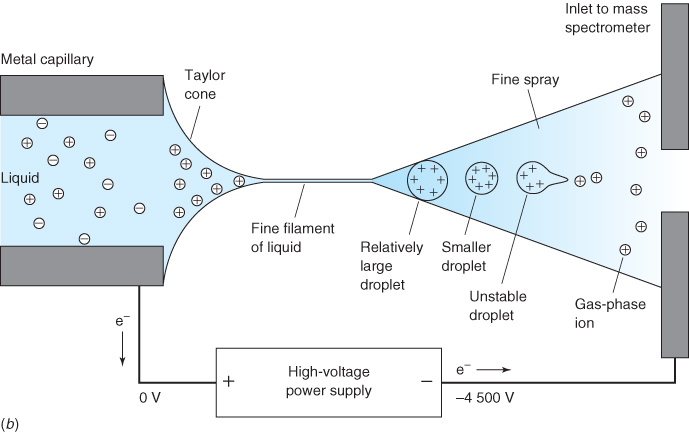 Inlet to mass
spectrometer
Metal capillary
Taylor
cone
Fine spray
Liquid
Fine filament
of liquid
Relatively
large
droplet
Smaller
droplet
Unstable
droplet
Gas-phase
ion
e⁻
High-voltage
power supply
+
−
e⁻
0 V
−4 500 V
(b)